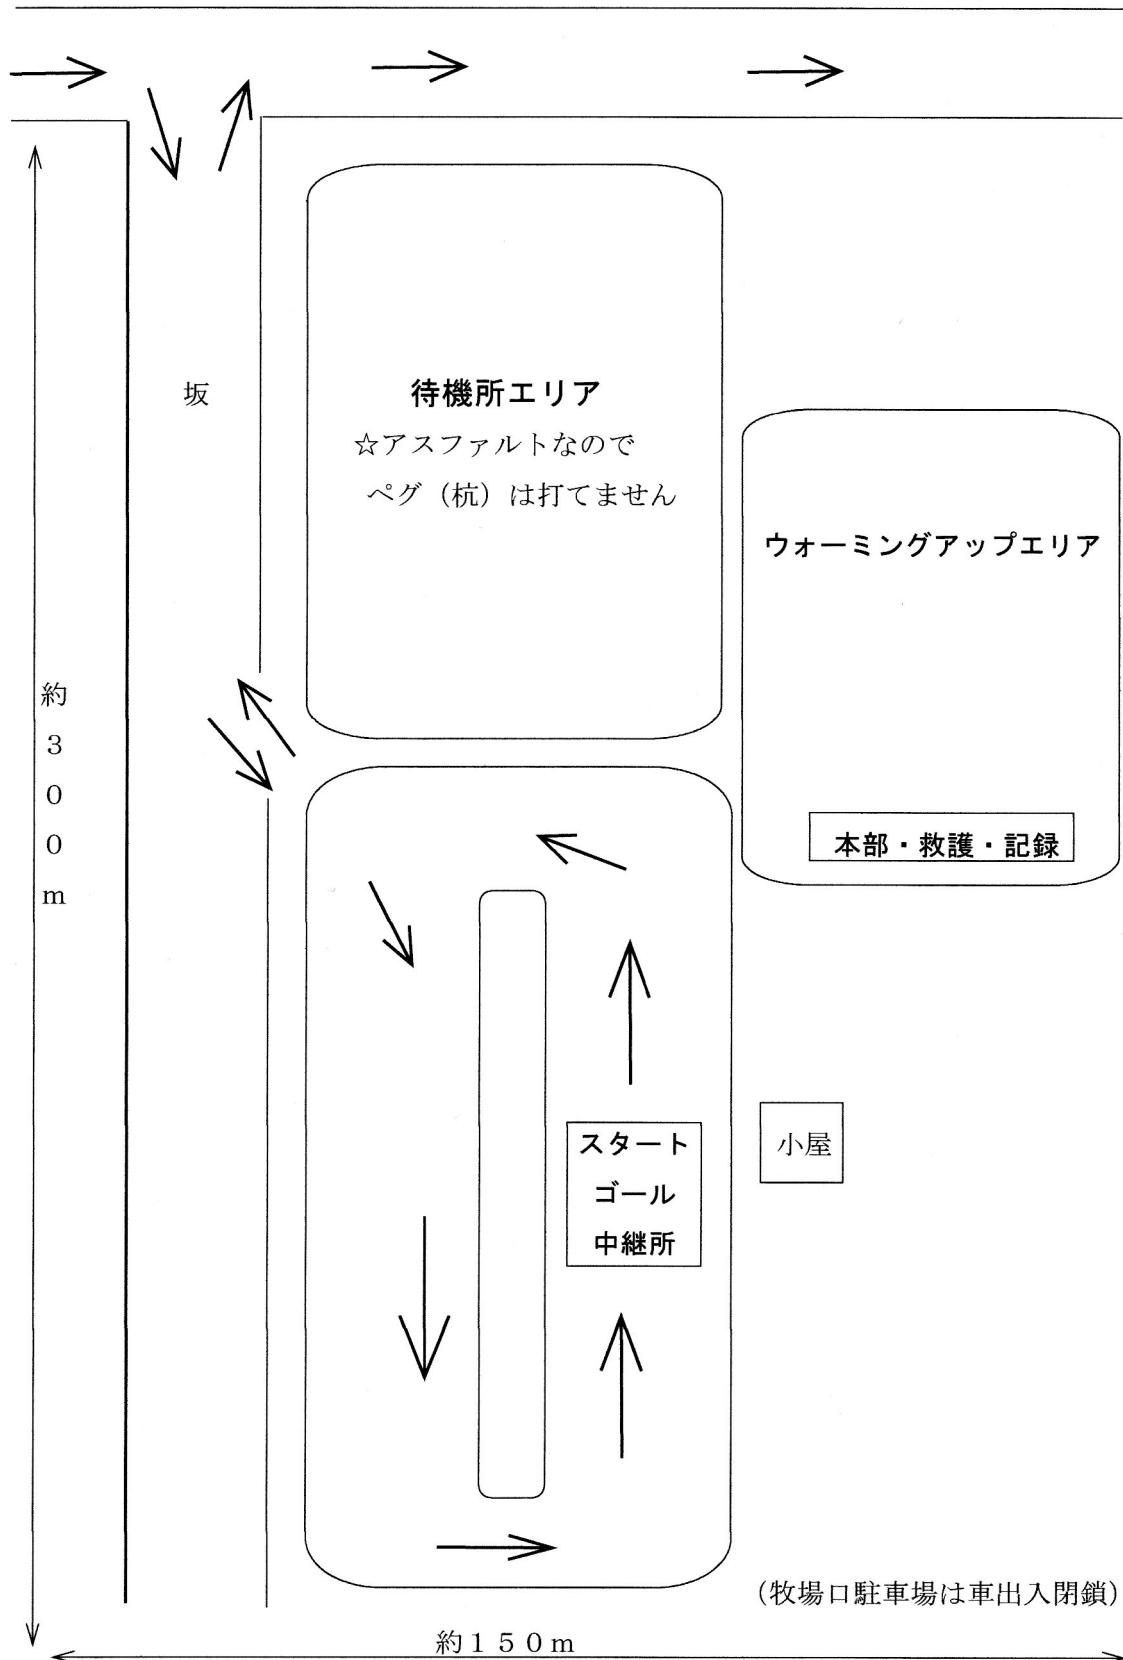 坂
待機所エリア
☆アスファルトなので
ペグ（杭）は打てません
ウォーミングアップエリア
約３００ｍ
本部・救護・記録
スタート
ゴール
中継所
小屋
（牧場口駐車場は車出入閉鎖）
約１５０ｍ